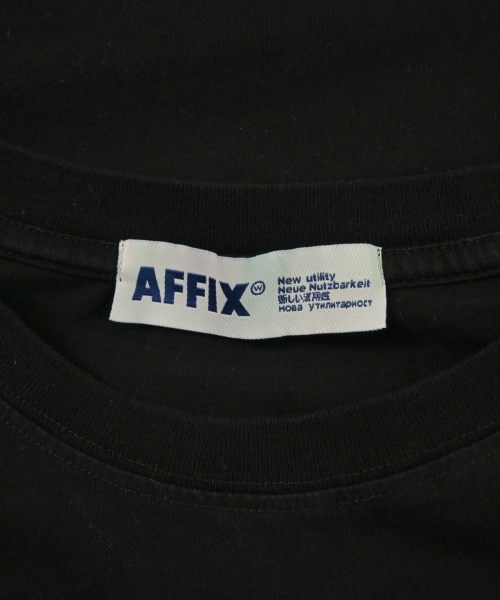 AFFIX W
New utility
Neue Nutzbarkeit
新しい実用性
Нова утилитарност